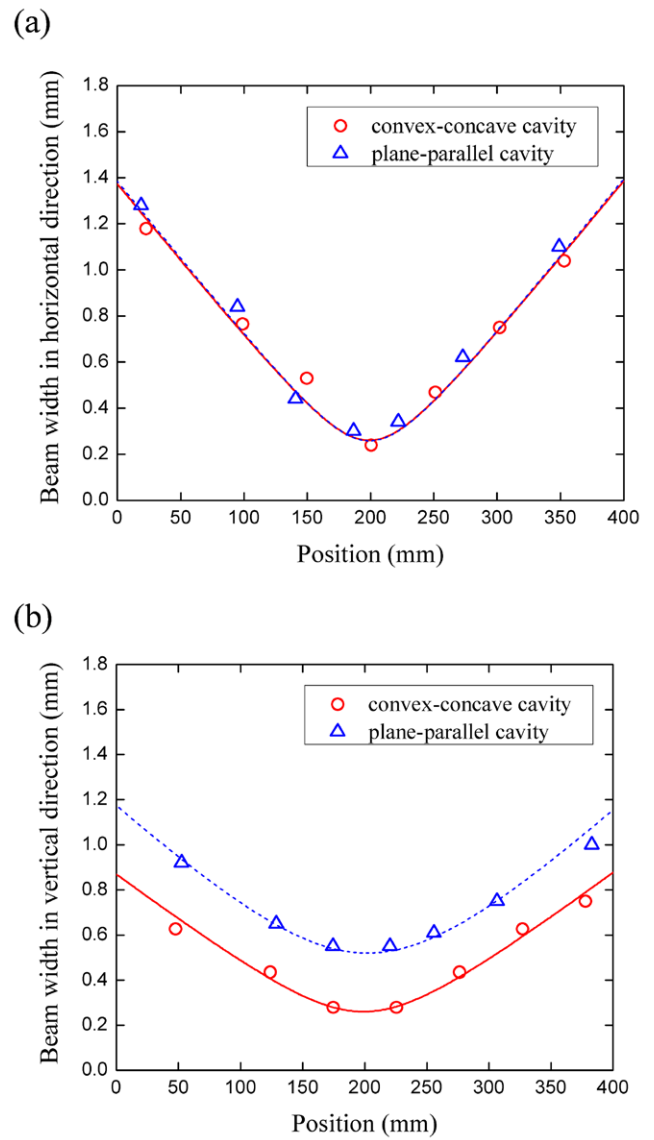 (a)
1.8
1.6
1.4
1.2
1.0
0.8
0.6
0.4
0.2
0.0
Beam width in horizontal direction (mm)
convex-concave cavity
plane-parallel cavity
0 50 100 150 200 250 300 350 400
Position (mm)
(b)
1.8
1.6
1.4
1.2
1.0
0.8
0.6
0.4
0.2
0.0
Beam width in vertical direction (mm)
convex-concave cavity
plane-parallel cavity
0 50 100 150 200 250 300 350 400
Position (mm)